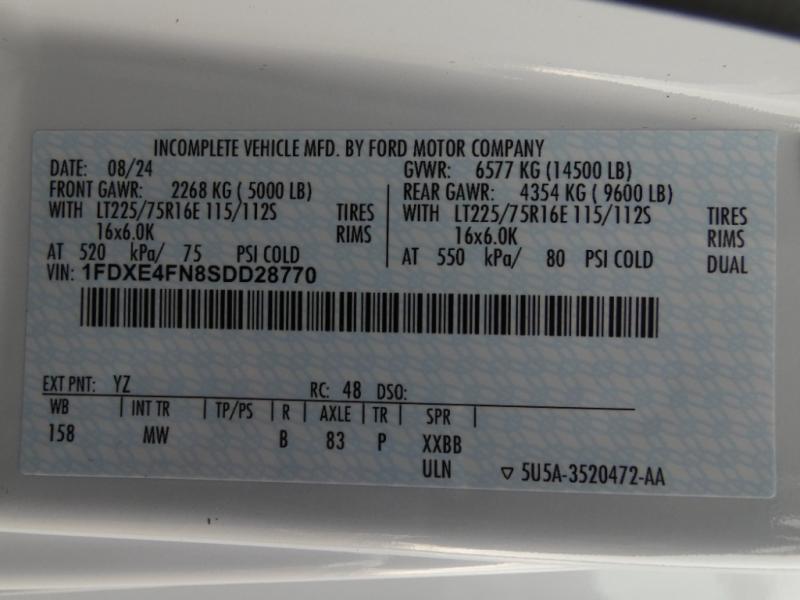 INCOMPLETE VEHICLE MFD. BY FORD MOTOR COMPANY
DATE: 08/24 GVWR: 6577 KG (14500 LB)
FRONT GAWR: 2268 KG ( 5000 LB) REAR GAWR: 4354 KG ( 9600 LB)
WITH LT225/75R16E 115/112S TIRES WITH LT225/75R16E 115/112S TIRES
16x6.0K RIMS 16x6.0K RIMS
AT 520 kPa/ 75 PSI COLD AT 550 kPa/ 80 PSI COLD DUAL
VIN: 1FDXE4FN8SDD28770
EXT PNT: YZ RC: 48 DSO:
WB INT TR TP/PS R AXLE TR SPR
158 MW B 83 P XXBB
ULN ▽ 5U5A-3520472-AA